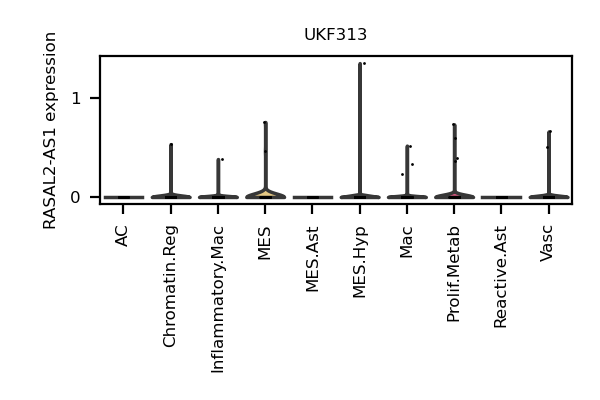 UKF313
RASAL2-AS1 expression
1
0
AC
Chromatin.Reg
Inflammatory.Mac
MES
MES.Ast
MES.Hyp
Mac
Prolif.Metab
Reactive.Ast
Vasc